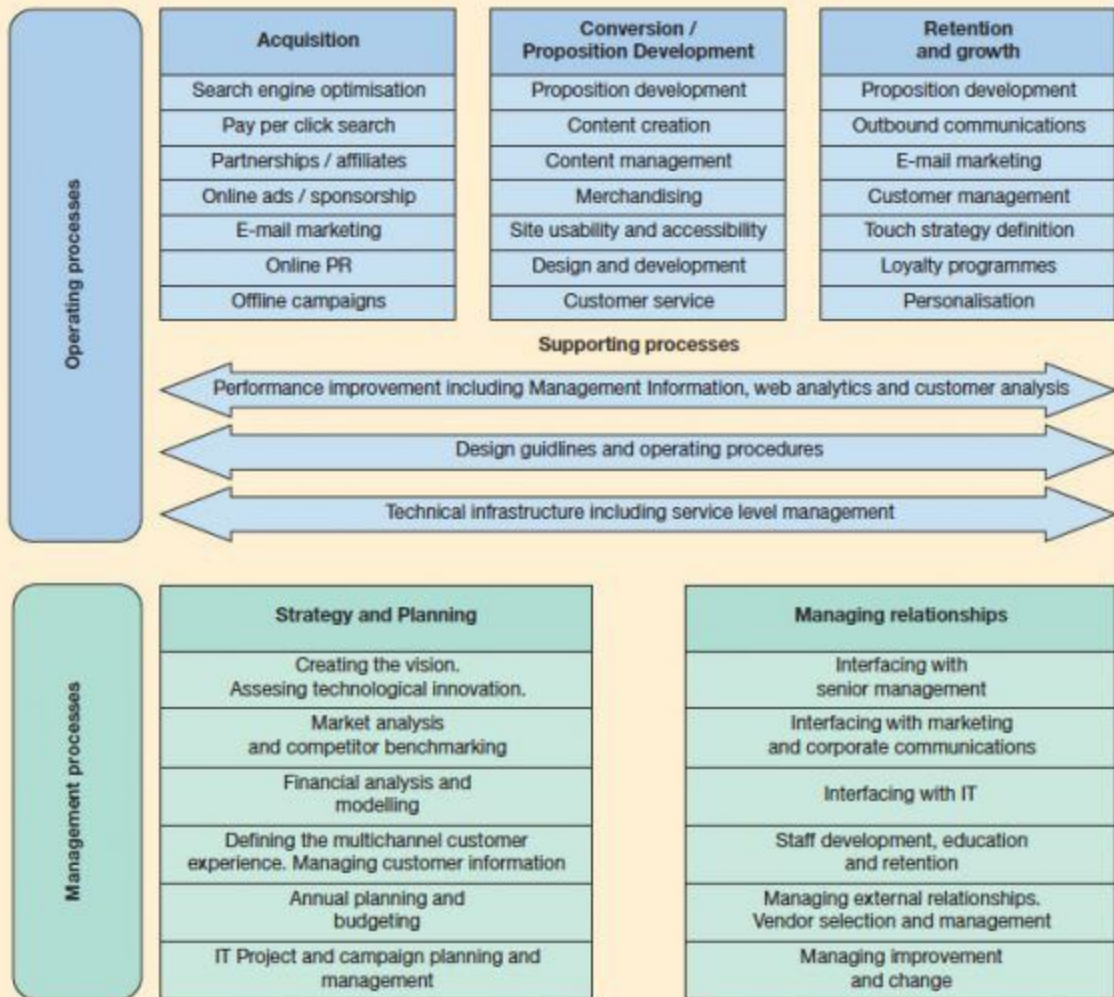 Operating processes
Acquisition
Search engine optimisation
Pay per click search
Partnerships / affiliates
Online ads / sponsorship
E-mail marketing
Online PR
Offline campaigns
Conversion /
Proposition Development
Proposition development
Content creation
Content management
Merchandising
Site usability and accessibility
Design and development
Customer service
Retention
and growth
Proposition development
Outbound communications
E-mail marketing
Customer management
Touch strategy definition
Loyalty programmes
Personalisation
Supporting processes
Performance improvement including Management Information, web analytics and customer analysis
Design guidlines and operating procedures
Technical infrastructure including service level management
Management processes
Strategy and Planning
Creating the vision.
Assesing technological innovation.
Market analysis
and competitor benchmarking
Financial analysis and
modelling
Defining the multichannel customer
experience. Managing customer information
Annual planning and
budgeting
IT Project and campaign planning and
management
Managing relationships
Interfacing with
senior management
Interfacing with marketing
and corporate communications
Interfacing with IT
Staff development, education
and retention
Managing external relationships.
Vendor selection and management
Managing improvement
and change